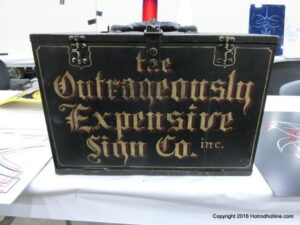 the
Outrageously
Expensive
Sign Co. inc.
Copyright 2016 Hotrodhotline.com